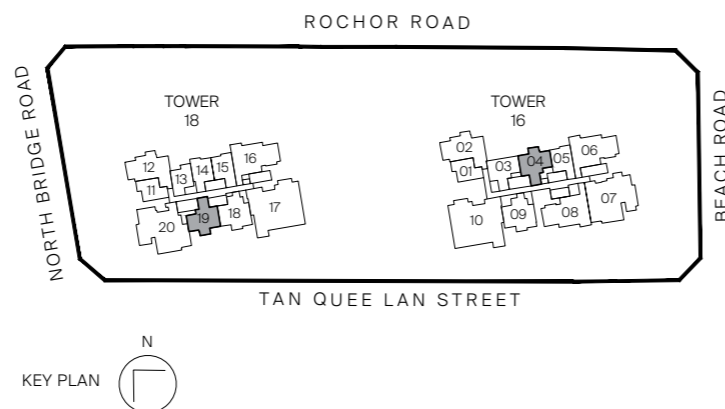 ROCHOR ROAD
NORTH BRIDGE ROAD
BEACH ROAD
TOWER
18
TOWER
16
12
11
13
14
15
16
17
18
19
20
02
01
03
04
05
06
07
08
09
10
TAN QUEE LAN STREET
N
KEY PLAN